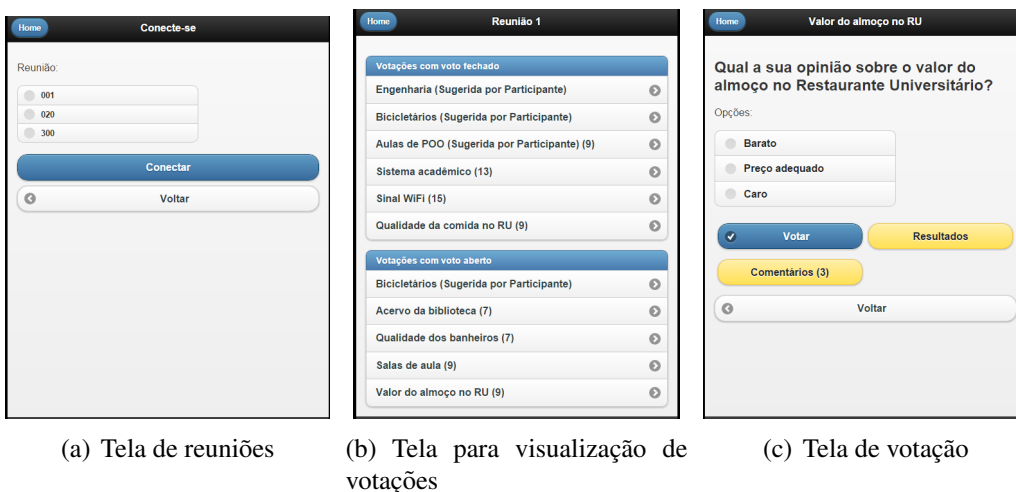 Home
Conecte-se
Reunião:
001
020
300
Conectar
Voltar
(a) Tela de reuniões
Home
Reunião 1
Votações com voto fechado
Engenharia (Sugerida por Participante)
Bicicletários (Sugerida por Participante)
Aulas de POO (Sugerida por Participante) (9)
Sistema acadêmico (13)
Sinal WiFi (15)
Qualidade da comida no RU (9)
Votações com voto aberto
Bicicletários (Sugerida por Participante)
Acervo da biblioteca (7)
Qualidade dos banheiros (7)
Salas de aula (9)
Valor do almoço no RU (9)
(b) Tela para visualização de
votações
Home
Valor do almoço no RU
Qual a sua opinião sobre o valor do
almoço no Restaurante Universitário?
Opções:
Barato
Preço adequado
Caro
Votar
Resultados
Comentários (3)
Voltar
(c) Tela de votação